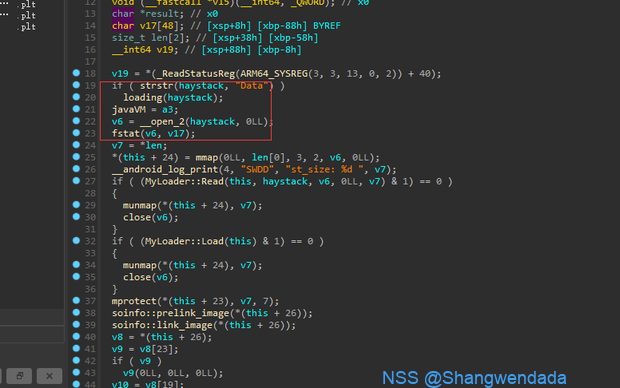 .plt
.plt
.plt
12 void (__fastcall *v15)(__int64, _QWORD); // x0
13 char *result; // x0
14 char v17[48]; // [xsp+8h] [xbp-88h] BYREF
15 size_t len[2]; // [xsp+38h] [xbp-58h]
16 __int64 v19; // [xsp+88h] [xbp-8h]
17
18 v19 = *(_ReadStatusReg(ARM64_SYSREG(3, 3, 13, 0, 2)) + 40);
19 if ( strstr(haystack, "Data") )
20 loading(haystack);
21 javaVM = a3;
22 v6 = __open_2(haystack, 0LL);
23 fstat(v6, v17);
24 v7 = *len;
25 *(this + 24) = mmap(0LL, len[0], 3, 2, v6, 0LL);
26 __android_log_print(4, "SWDD", "st_size: %d ", v7);
27 if ( (MyLoader::Read(this, haystack, v6, 0LL, v7) & 1) == 0 )
28 {
29 munmap(*(this + 24), v7);
30 close(v6);
31 }
32 if ( (MyLoader::Load(this) & 1) == 0 )
33 {
34 munmap(*(this + 24), v7);
35 close(v6);
36 }
37 mprotect(*(this + 23), v7, 7);
38 soinfo::prelink_image(*(this + 26));
39 soinfo::link_image(*(this + 26));
40 v8 = *(this + 26);
41 v9 = v8[23];
42 if ( v9 )
43 v9(0LL, 0LL, 0LL);
44 v10 = v8[19];
NSS @Shangwendada